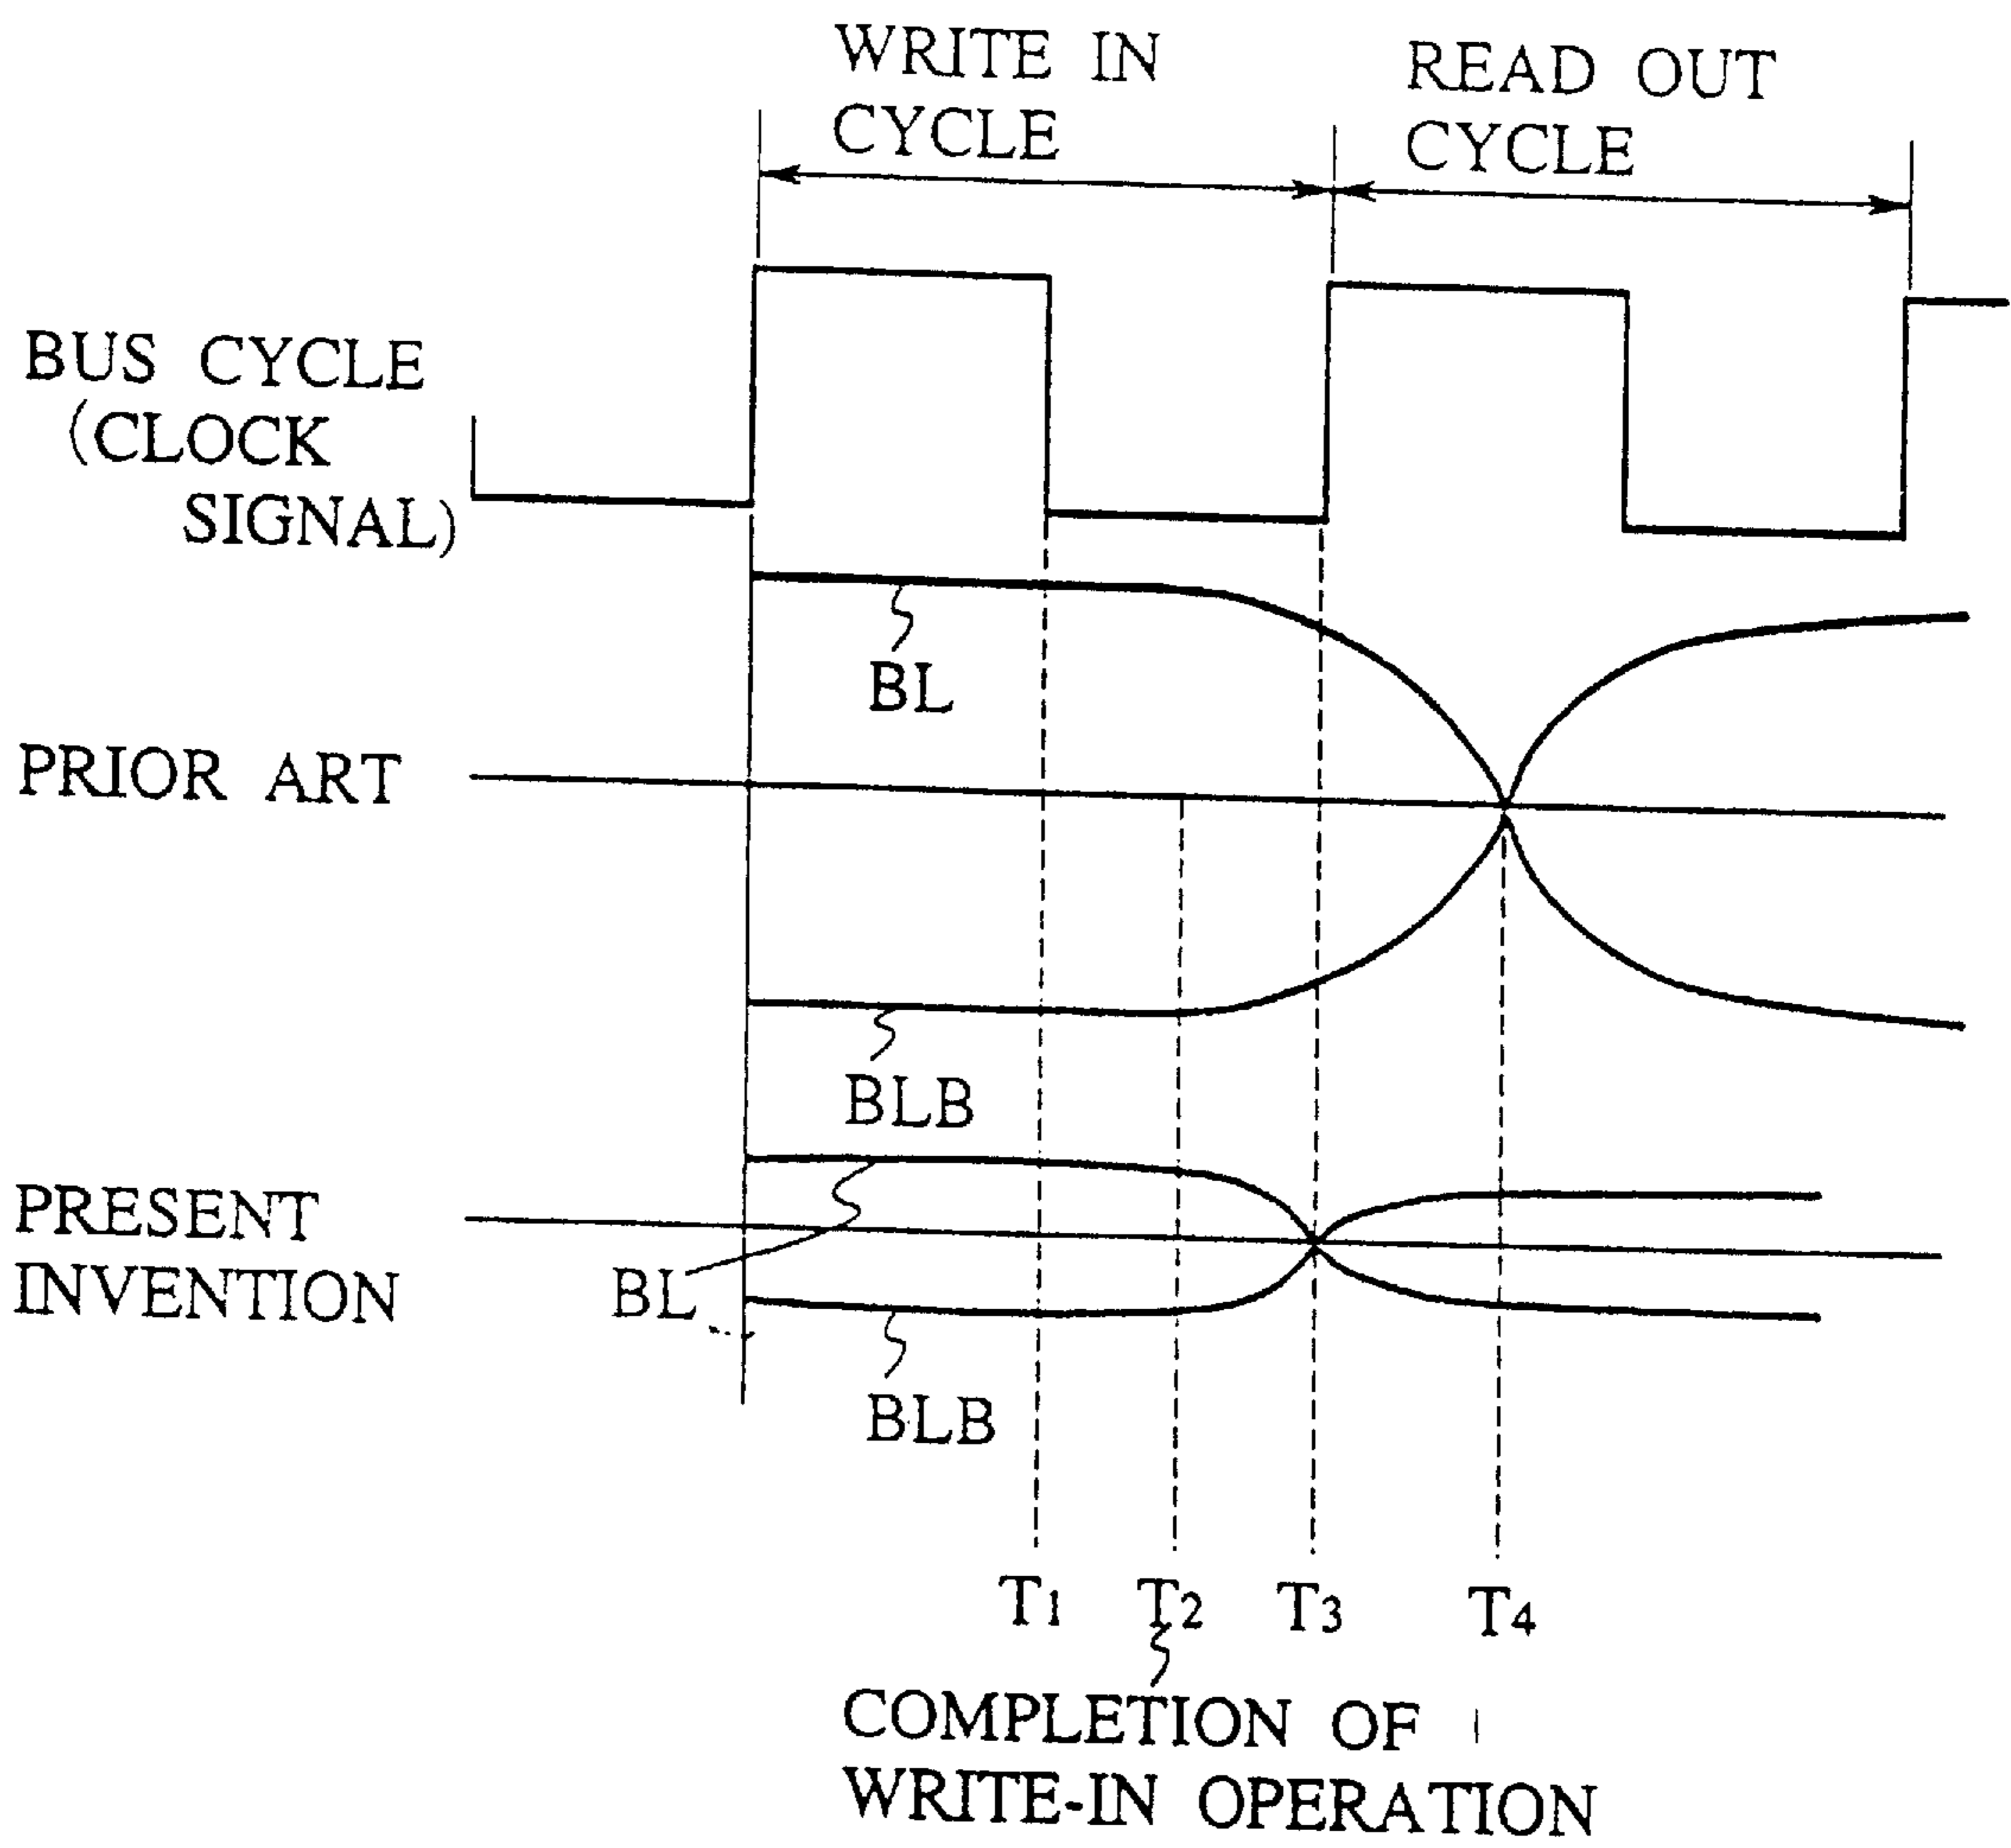 WRITE IN
CYCLE
READ OUT
CYCLE
BUS CYCLE
(CLOCK
SIGNAL)
BL
PRIOR ART
BLB
PRESENT
INVENTION
BL
BLB
T1 T2 T3 T4
COMPLETION OF
WRITE-IN OPERATION